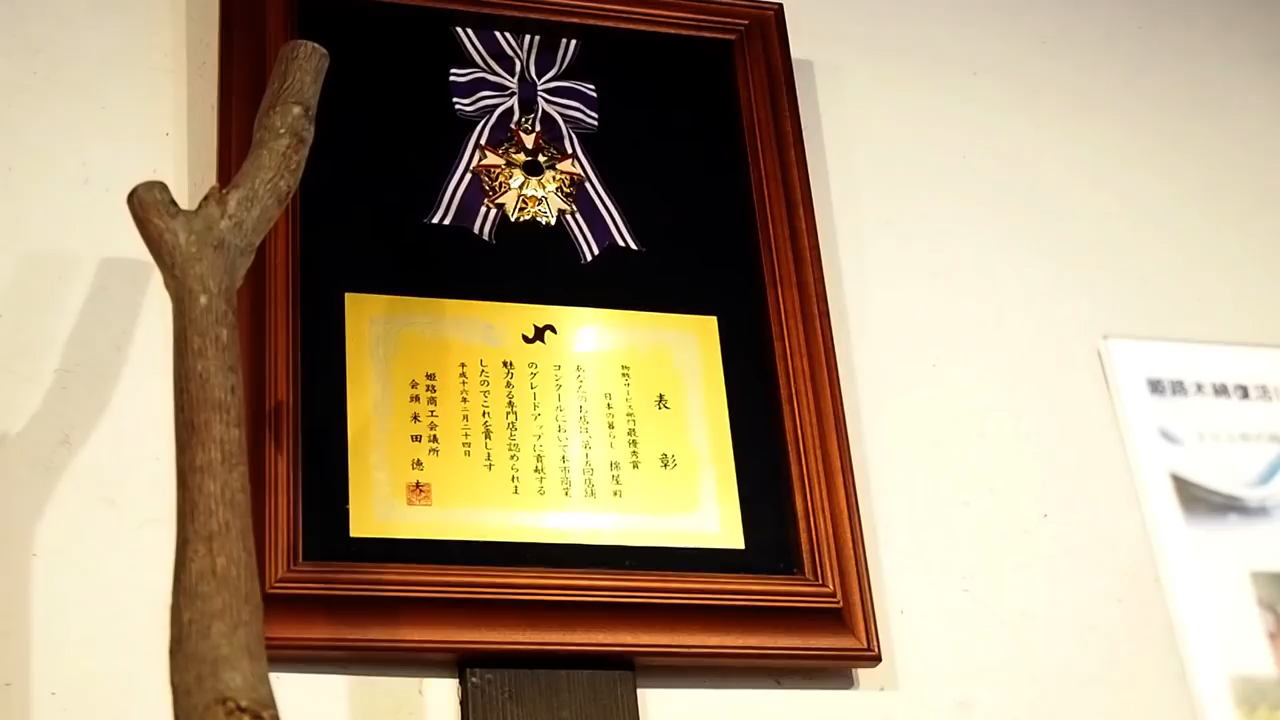 表彰
物販・サービス部門最優秀賞
日本の暮らし 棉屋
あなたのお店は、第十五回店舗
コンクールにおいて本市商業
のグレードアップに貢献する
魅力ある専門店と認められま
したのでこれを賞します
平成十六年二月二十四日
姫路商工会議所
会頭 米田徳夫
姫路木綿復活